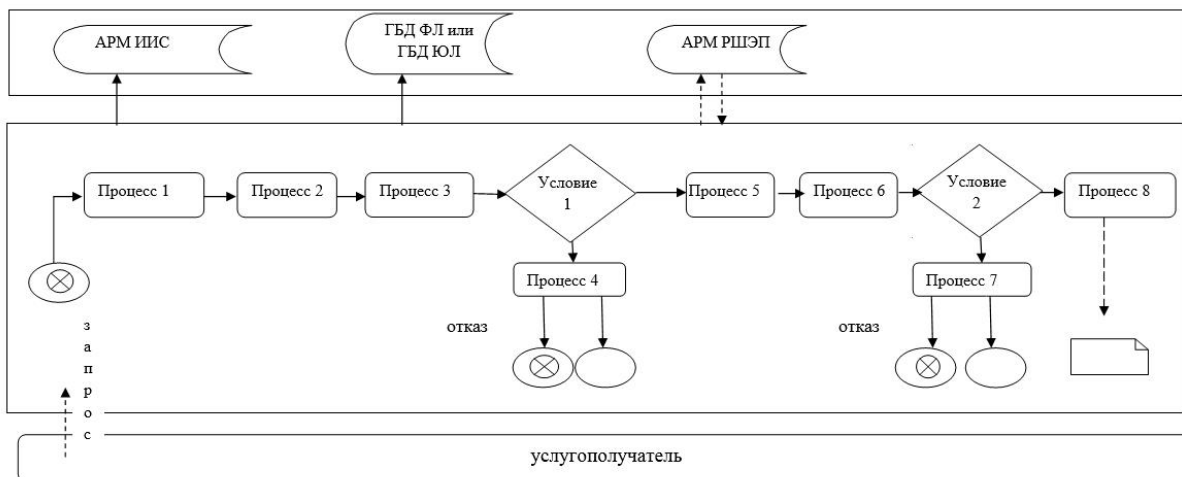 АРМ ИИС
ГБД ФЛ или
ГБД ЮЛ
АРМ РШЭП
Процесс 1
Процесс 2
Процесс 3
Условие
1
Процесс 5
Процесс 6
Условие
2
Процесс 8
Процесс 4
Процесс 7
отказ
отказ
запрос
услугополучатель